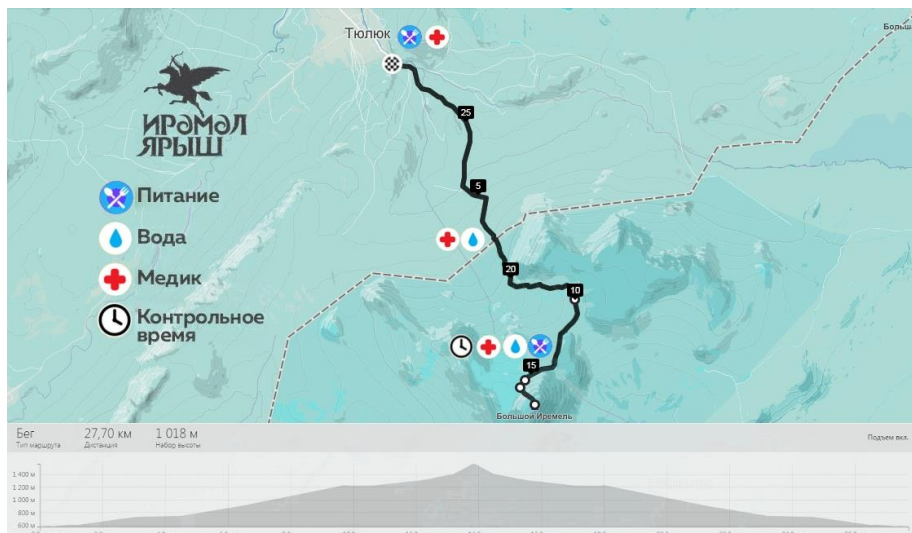 Тюлюк
Больш
ИРӘМӘЛ
ЯРЫШ
25
Питание
5
Вода
20
Медик
10
Контрольное
время
15
Большой Иремель
Бег
27,70 км
1 018 м
Тип маршрута
Дистанция
Набор высоты
Подъем вкл.
1 400 м
1 200 м
1 000 м
800 м
600 м